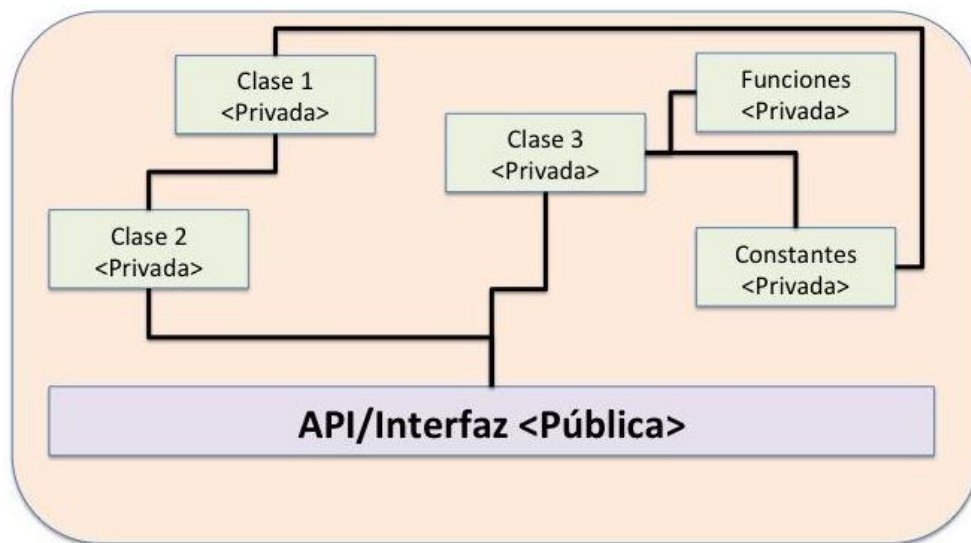 Clase 1
<Privada>
Funciones
<Privada>
Clase 3
<Privada>
Clase 2
<Privada>
Constantes
<Privada>
API/Interfaz <Pública>